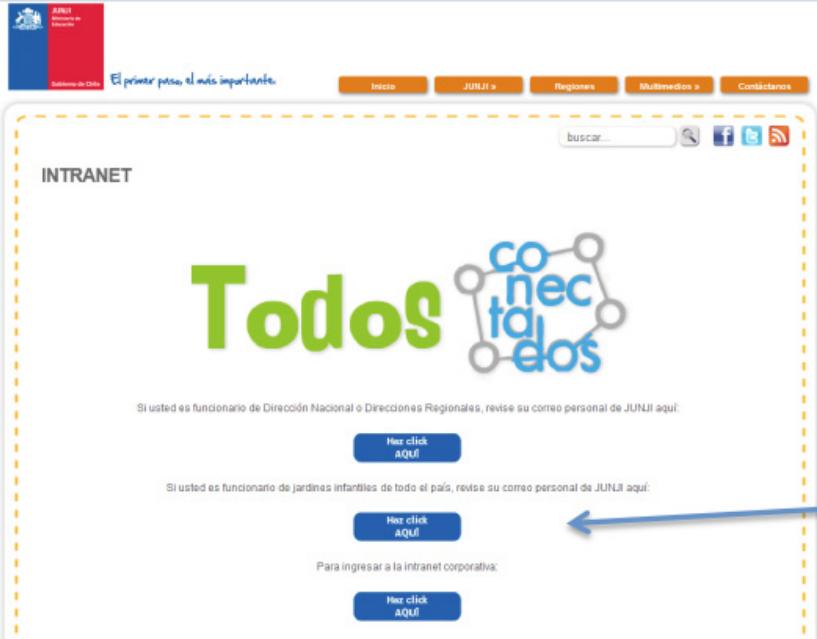 JUNJI
Ministerio de
Educación
Gobierno de Chile
El primer paso, el más importante.
Inicio
JUNJI »
Regiones
Multimedios »
Contáctanos
buscar...
INTRANET
Todos
co
nec
ta
dos
Si usted es funcionario de Dirección Nacional o Direcciones Regionales, revise su correo personal de JUNJI aquí:
Haz click
AQUÍ
Si usted es funcionario de jardines infantiles de todo el país, revise su correo personal de JUNJI aquí:
Haz click
AQUÍ
Para ingresar a la intranet corporativa:
Haz click
AQUÍ